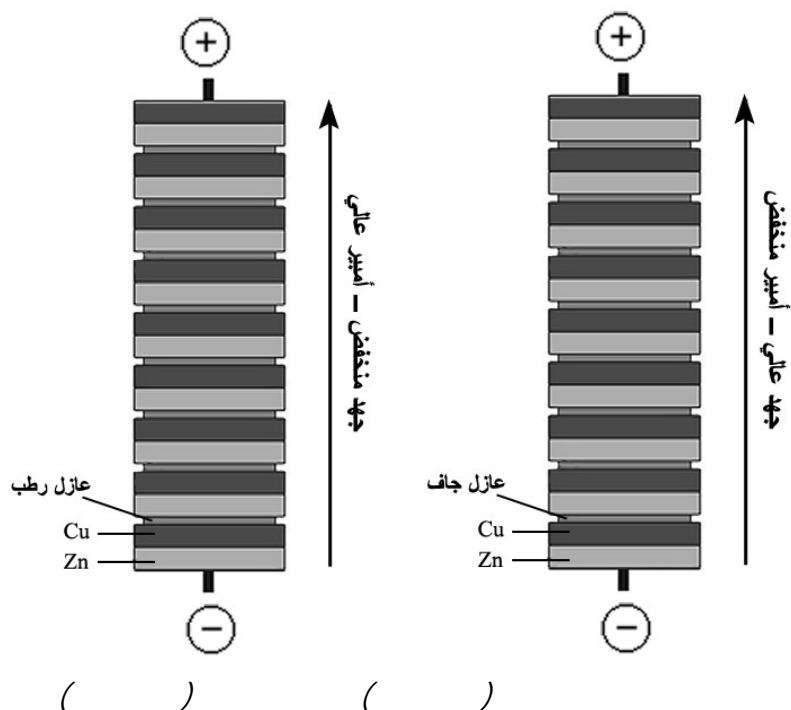 +
+
جهد منخفض – أمبير عالي
جهد عالي – أمبير منخفض
عازل رطب
Cu
Zn
عازل جاف
Cu
Zn
−
−
( )
( )